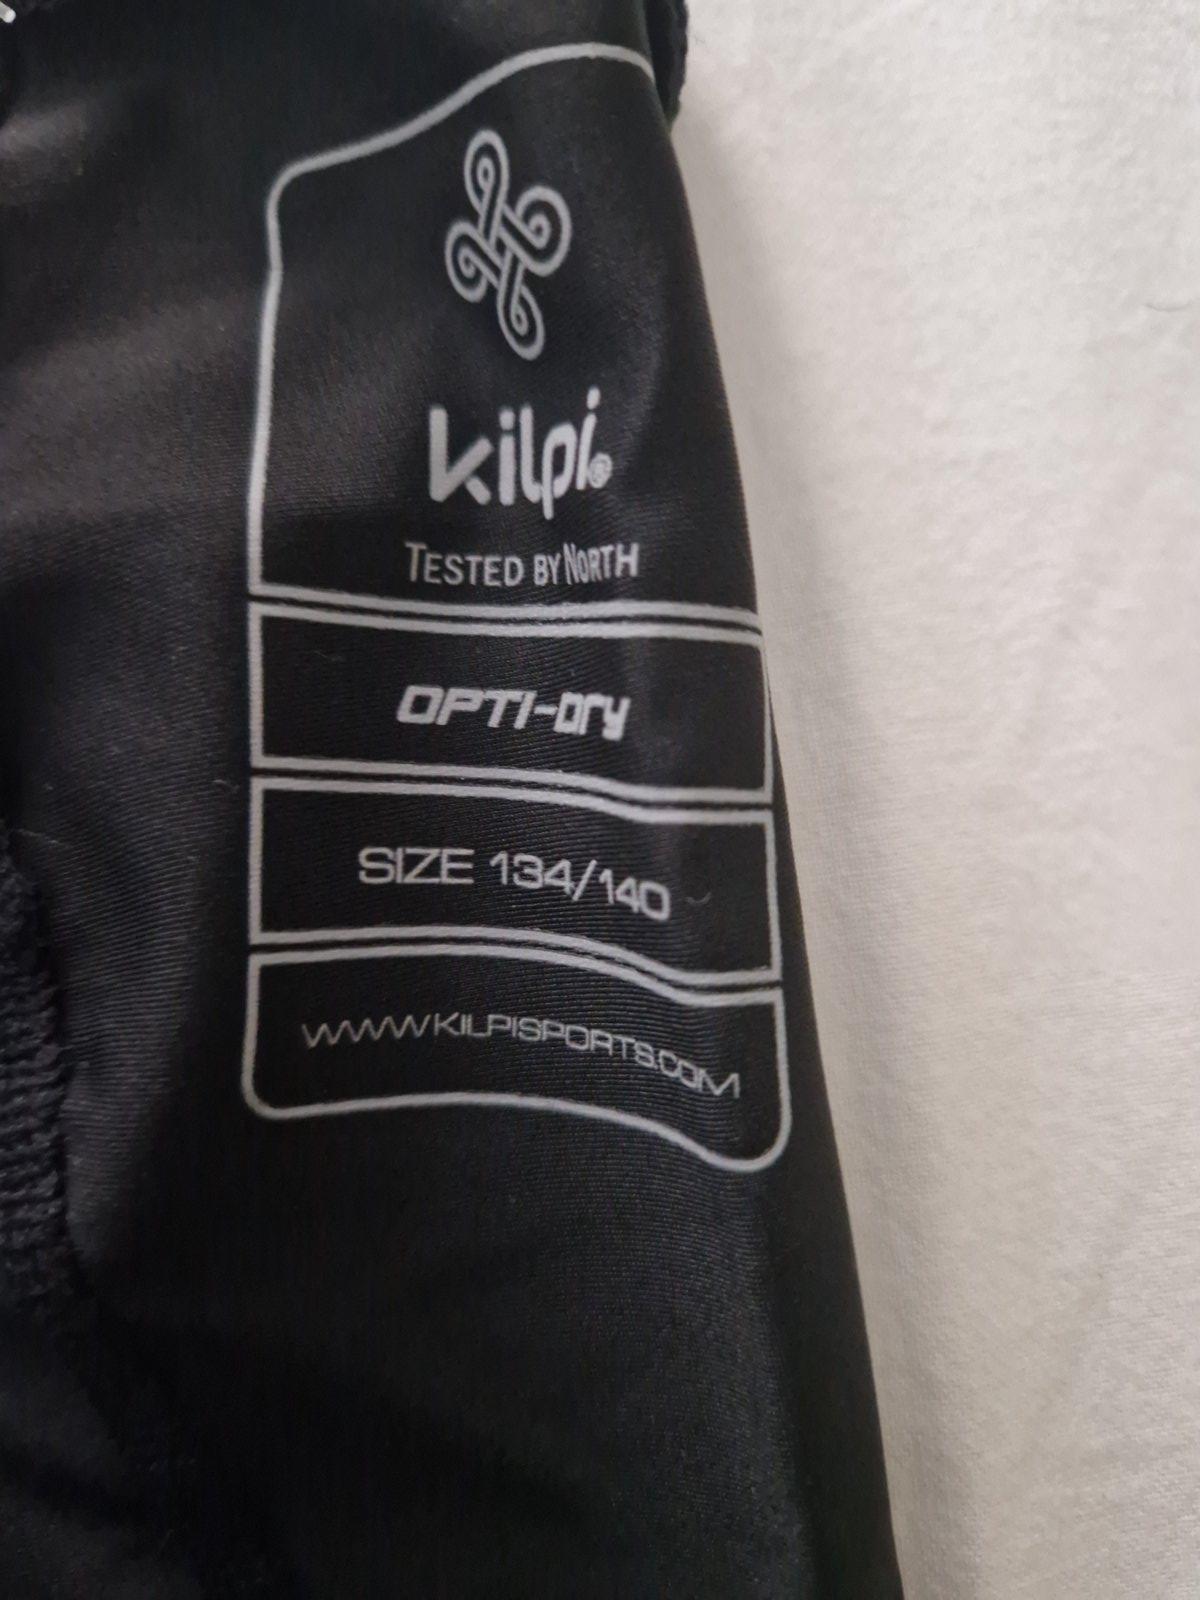 kilpi®
TESTED BY NORTH
OPTI-DRY
SIZE 134/140
WWW.KILPISPORTS.COM